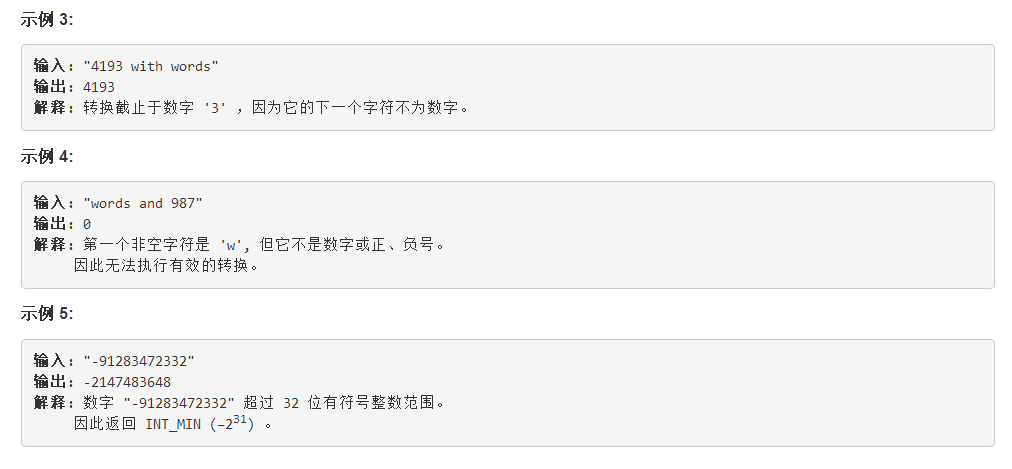 示例 3:
输入: "4193 with words"
输出: 4193
解释: 转换截止于数字 '3' ，因为它的下一个字符不为数字。
示例 4:
输入: "words and 987"
输出: 0
解释: 第一个非空字符是 'w', 但它不是数字或正、负号。
因此无法执行有效的转换。
示例 5:
输入: "-91283472332"
输出: -2147483648
解释: 数字 "-91283472332" 超过 32 位有符号整数范围。
因此返回 INT_MIN (−2³¹) 。